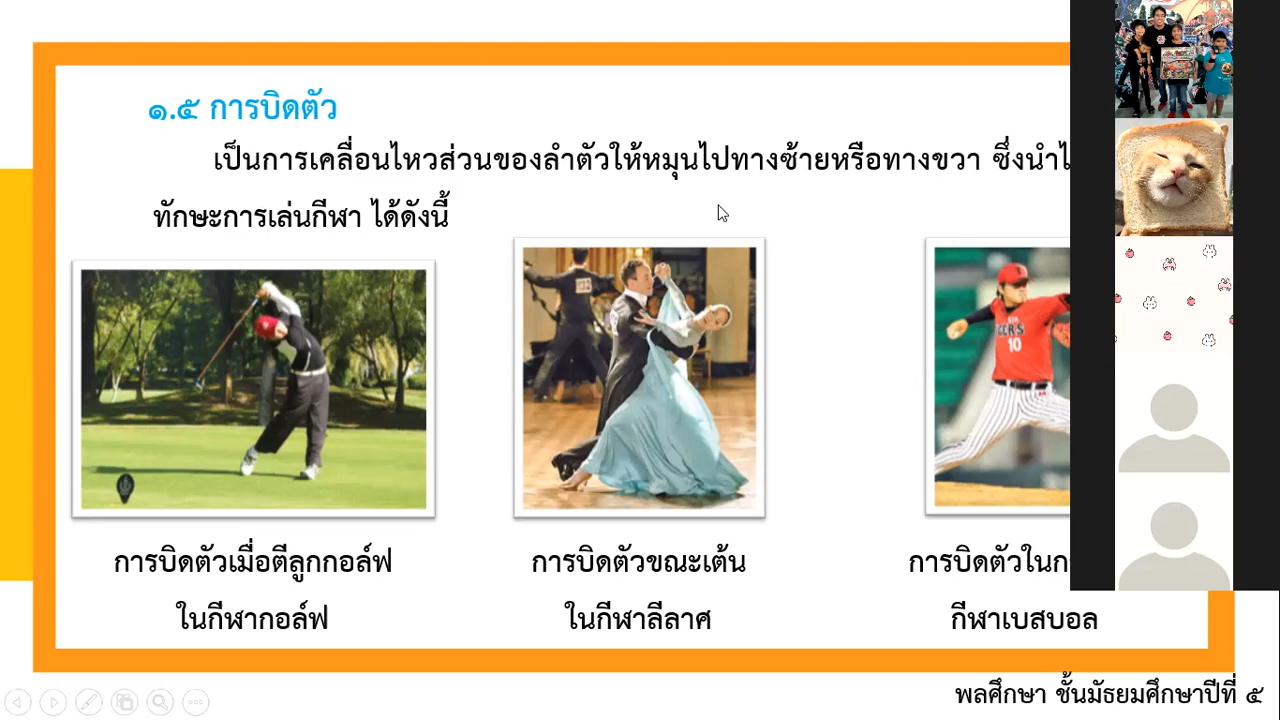 ๑.๕ การบิดตัว
เป็นการเคลื่อนไหวส่วนของลำตัวให้หมุนไปทางซ้ายหรือทางขวา ซึ่งนำไ
ทักษะการเล่นกีฬา ได้ดังนี้
10
การบิดตัวเมื่อตีลูกกอล์ฟ
ในกีฬากอล์ฟ
การบิดตัวขณะเต้น
ในกีฬาลีลาศ
การบิดตัวในก
กีฬาเบสบอล
พลศึกษา ชั้นมัธยมศึกษาปีที่ ๕